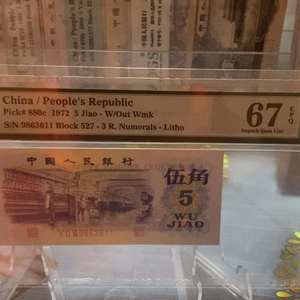 China / People's Republic
Pick# 880c 1972 5 Jiao - W/Out Wmk
S/N 9863611 Block 527 - 3 R. Numerals - Litho
67 EPQ
Superb Gem Unc
中国人民银行
伍角
5
WU
JIAO